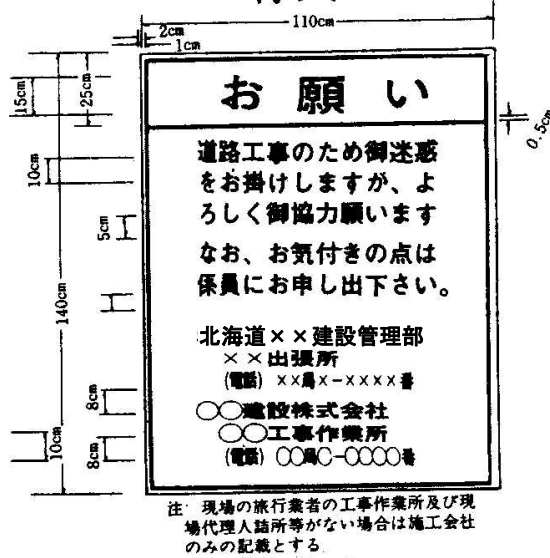 110cm
2cm
1cm
15cm
25cm
0.5cm
10cm
5cm
140cm
8cm
10cm
8cm
お願い
道路工事のため御迷惑
をお掛けしますが、よ
ろしく御協力願います
なお、お気付きの点は
係員にお申し出下さい。
北海道××建設管理部
××出張所
(電話) ××局×-××××番
○○建設株式会社
○○工事作業所
(電話) ○○局○-○○○○番
注 現場の旅行業者の工事作業所及び現
場代理人詰所等がない場合は施工会社
のみの記載とする